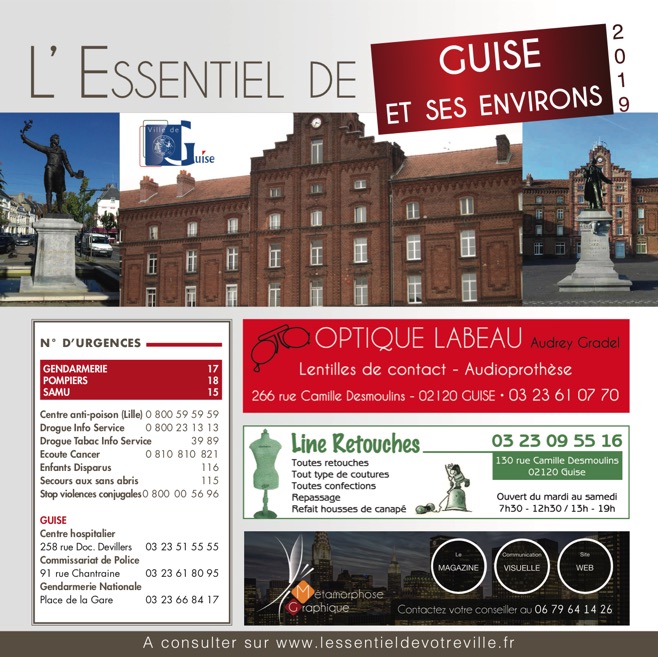 L' ESSENTIEL DE
GUISE
ET SES ENVIRONS
2019
Ville de
Guise
N° D'URGENCES
GENDARMERIE 17
POMPIERS 18
SAMU 15
Centre anti-poison (Lille) 0 800 59 59 59
Drogue Info Service 0 800 23 13 13
Drogue Tabac Info Service 39 89
Ecoute Cancer 0 810 810 821
Enfants Disparus 116
Secours aux sans abris 115
Stop violences conjugales 0 800 00 56 96
GUISE
Centre hospitalier
258 rue Doc. Devillers 03 23 51 55 55
Commissariat de Police
91 rue Chantraine 03 23 61 80 95
Gendarmerie Nationale
Place de la Gare 03 23 66 84 17
OPTIQUE LABEAU Audrey Gradel
Lentilles de contact - Audioprothèse
266 rue Camille Desmoulins - 02120 GUISE • 03 23 61 07 70
Line Retouches
Toutes retouches
Tout type de coutures
Toutes confections
Repassage
Refait housses de canapé
03 23 09 55 16
130 rue Camille Desmoulins
02120 Guise
Ouvert du mardi au samedi
7h30 - 12h30 / 13h - 19h
Métamorphose
Graphique
Le
MAGAZINE
Communication
VISUELLE
Site
WEB
Contactez votre conseiller au 06 79 64 14 26
A consulter sur www.lessentieldevotreville.fr